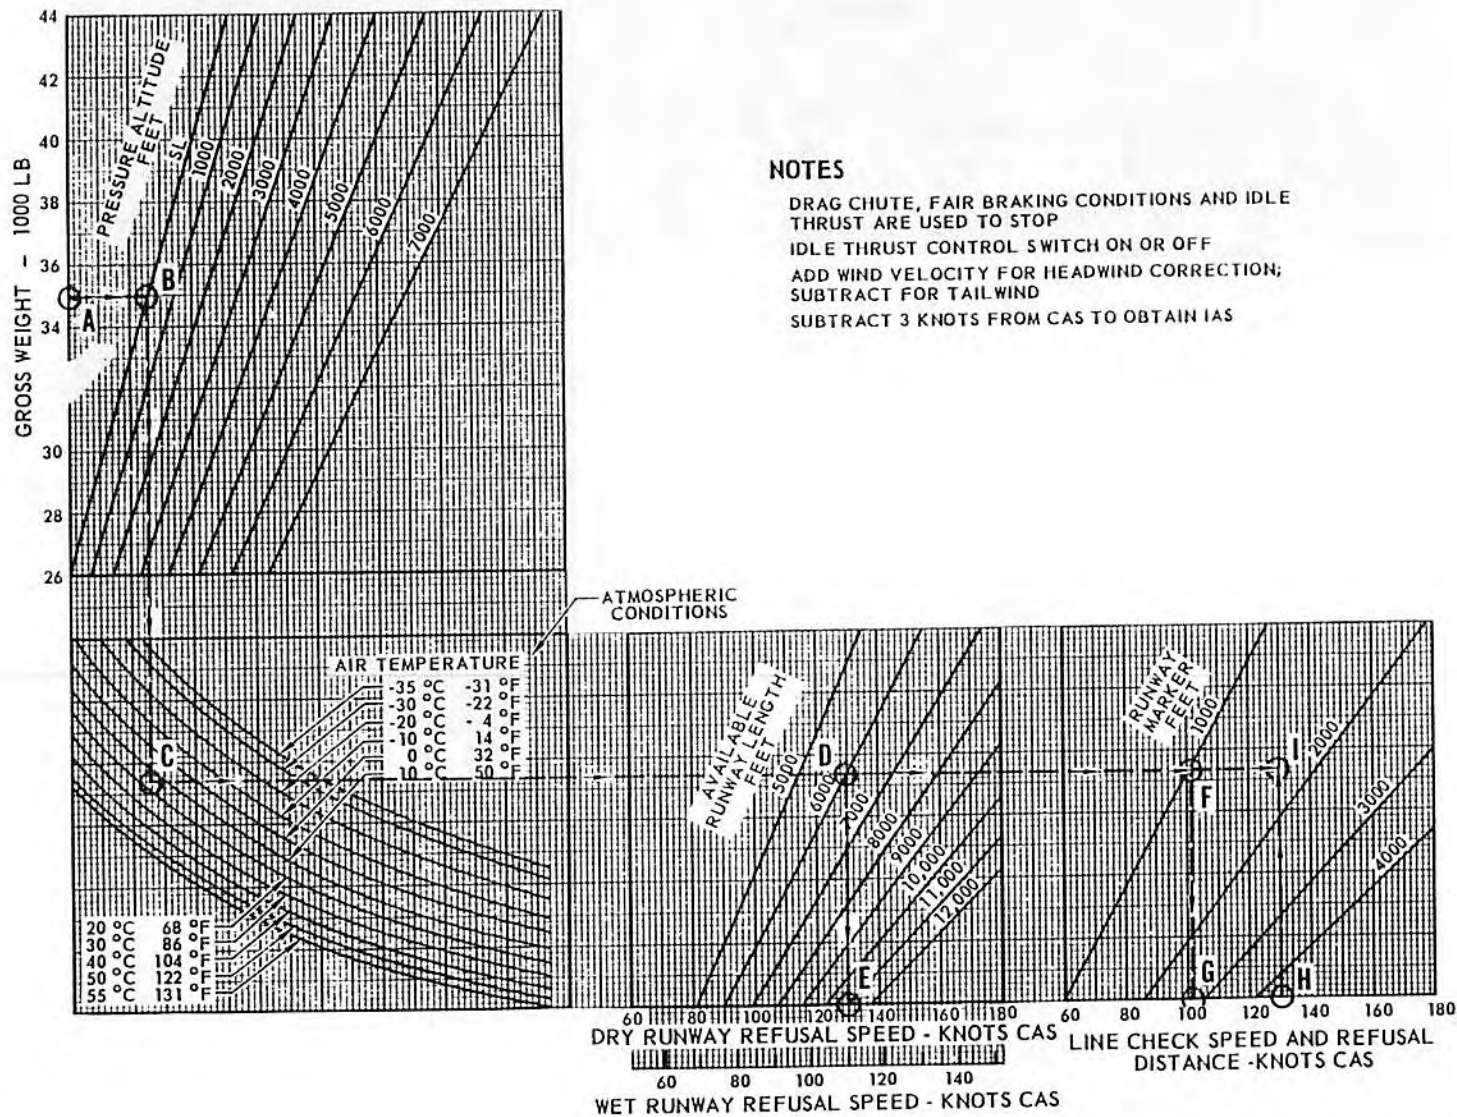 44
42
40
38
36
34
30
28
26
GROSS WEIGHT – 1000 LB
PRESSURE ALTITUDE
FEET
SL
1000
2000
3000
4000
5000
6000
7000
A
B
NOTES
DRAG CHUTE, FAIR BRAKING CONDITIONS AND IDLE
THRUST ARE USED TO STOP
IDLE THRUST CONTROL SWITCH ON OR OFF
ADD WIND VELOCITY FOR HEADWIND CORRECTION;
SUBTRACT FOR TAILWIND
SUBTRACT 3 KNOTS FROM CAS TO OBTAIN IAS
ATMOSPHERIC
CONDITIONS
AIR TEMPERATURE
-35 °C -31 °F
-30 °C -22 °F
-20 °C - 4 °F
-10 °C 14 °F
0 °C 32 °F
10 °C 50 °F
C
20 °C 68 °F
30 °C 86 °F
40 °C 104 °F
50 °C 122 °F
55 °C 131 °F
AVAILABLE
RUNWAY LENGTH
FEET
5000
6000
7000
8000
9000
10,000
11,000
12,000
D
E
60 80 100 120 140 160 180
DRY RUNWAY REFUSAL SPEED - KNOTS CAS
60 80 100 120 140
WET RUNWAY REFUSAL SPEED - KNOTS CAS
RUNWAY
MARKER
FEET
1000
2000
3000
4000
F
I
G
H
60 80 100 120 140 160 180
LINE CHECK SPEED AND REFUSAL
DISTANCE -KNOTS CAS